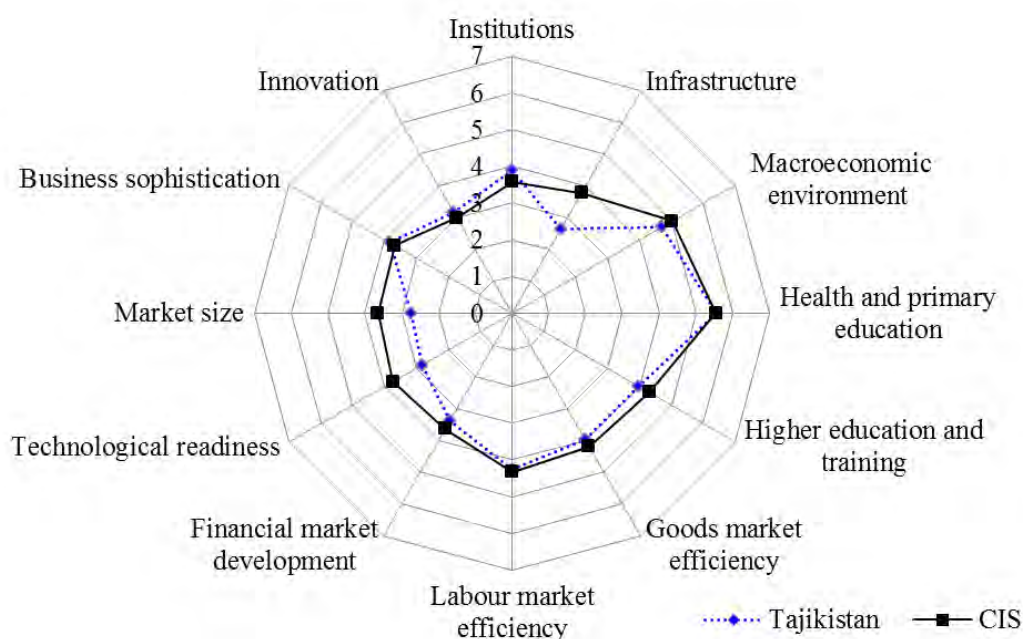 Institutions
7
6
5
4
3
2
1
0
Infrastructure
Macroeconomic
environment
Health and primary
education
Higher education and
training
Goods market
efficiency
Labour market
efficiency
Financial market
development
Technological readiness
Market size
Business sophistication
Innovation
Tajikistan
CIS